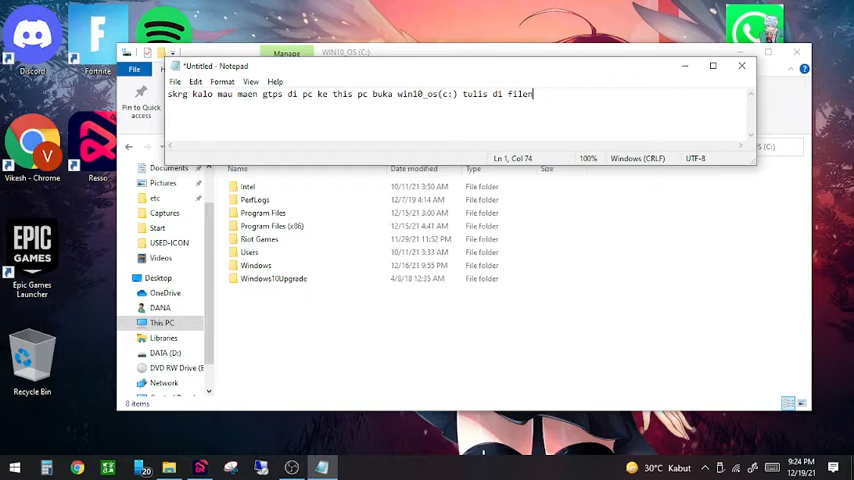 Discord
Fortnite
Manage
WIN10_OS (C:)
*Untitled - Notepad
File
File Edit Format View Help
skrg kalo mau maen gtps di pc ke this pc buka win10_os(c:) tulis di filen
Pin to Quick
access
Ln 1, Col 74
100%
Windows (CRLF)
UTF-8
(C:)
Vikesh - Chrome
Resso
Documents
Pictures
etc
Captures
Start
USED-ICON
Videos
Desktop
OneDrive
DANA
This PC
Libraries
DATA (D:)
DVD RW Drive (E:
Network
Name Date modified Type Size
Intel 10/11/21 3:50 AM File folder
PerfLogs 12/7/19 4:14 AM File folder
Program Files 12/15/21 3:00 AM File folder
Program Files (x86) 12/15/21 4:41 AM File folder
Riot Games 11/29/21 11:52 PM File folder
Users 10/11/21 3:33 AM File folder
Windows 12/16/21 9:55 PM File folder
Windows10Upgrade 4/8/18 12:35 AM File folder
8 items
EPIC
GAMES
Epic Games
Launcher
Recycle Bin
20
30°C Kabut
9:24 PM
12/19/21